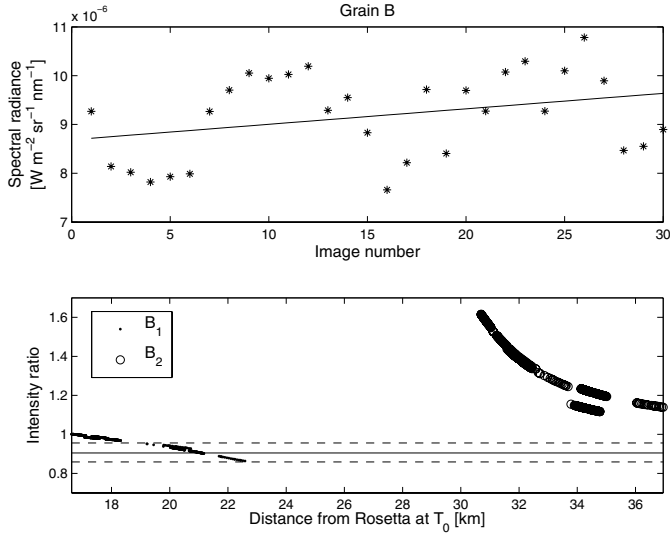 Grain B
× 10⁻⁶
11
10
9
8
7
Spectral radiance
[W m⁻² sr⁻¹ nm⁻¹]
0 5 10 15 20 25 30
Image number
1.6
1.4
1.2
1
0.8
Intensity ratio
B₁
B₂
18 20 22 24 26 28 30 32 34 36
Distance from Rosetta at T₀ [km]